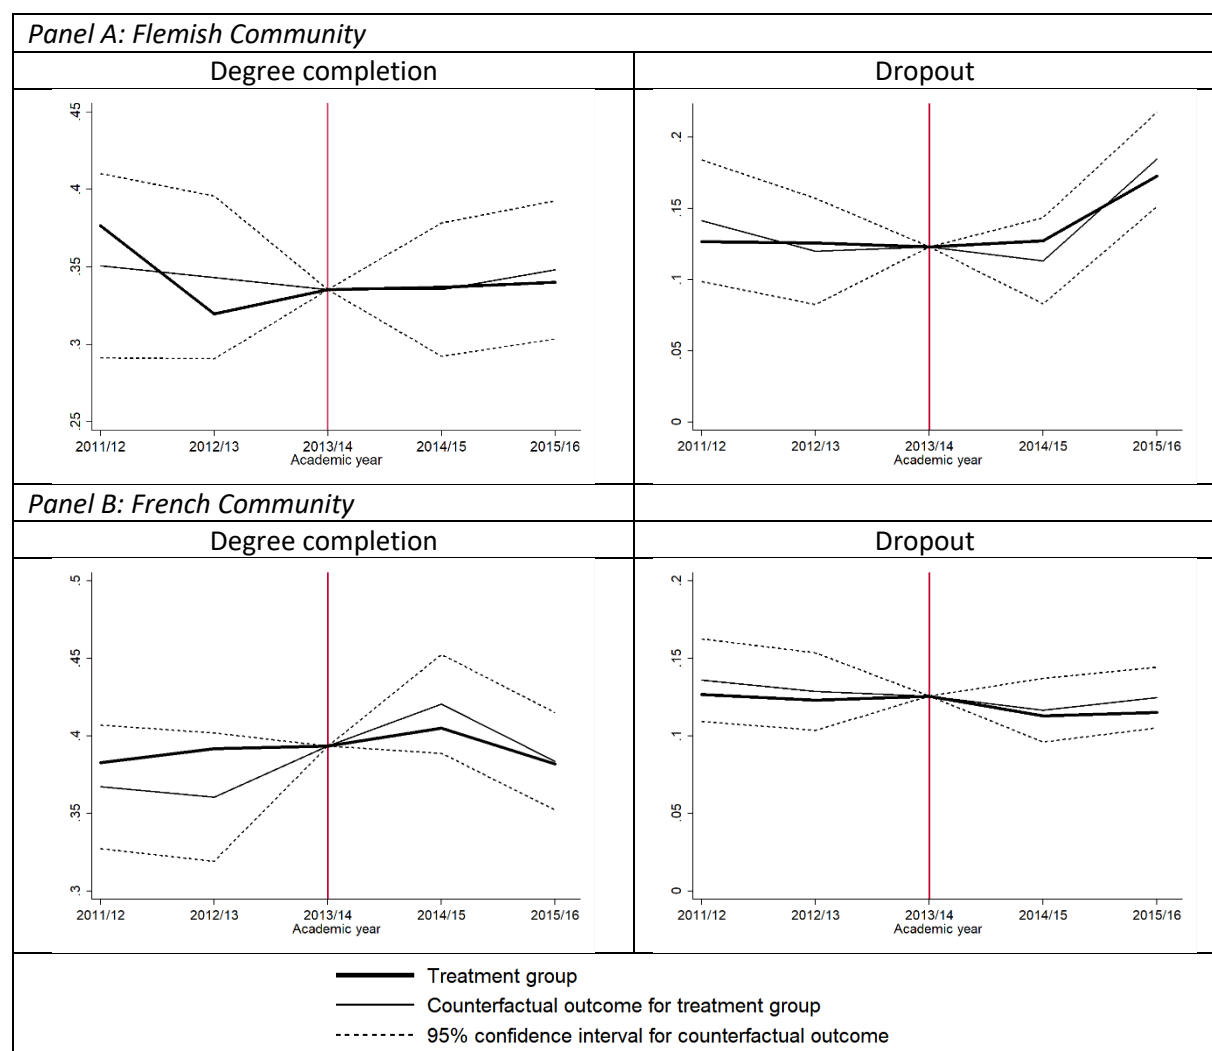 Panel A: Flemish Community
Degree completion
Dropout
.45
.4
.35
.3
.25
2011/12 2012/13 2013/14 2014/15 2015/16
Academic year
.2
.15
.1
.05
0
2011/12 2012/13 2013/14 2014/15 2015/16
Academic year
Panel B: French Community
Degree completion
Dropout
.5
.45
.4
.35
.3
2011/12 2012/13 2013/14 2014/15 2015/16
Academic year
.2
.15
.1
.05
0
2011/12 2012/13 2013/14 2014/15 2015/16
Academic year
Treatment group
Counterfactual outcome for treatment group
95% confidence interval for counterfactual outcome